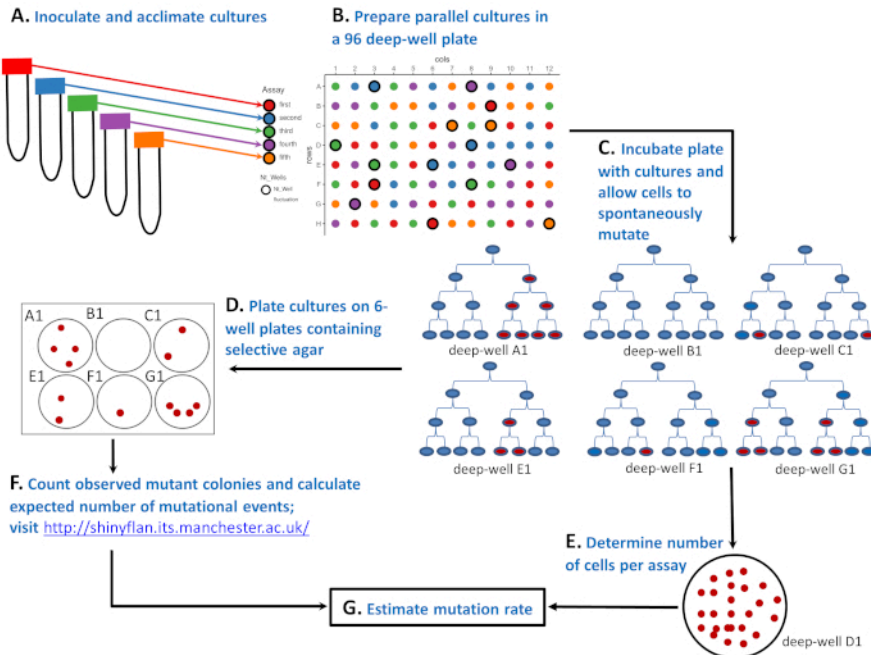 A. Inoculate and acclimate cultures
B. Prepare parallel cultures in
a 96 deep-well plate
cols
1 2 3 4 5 6 7 8 9 10 11 12
A
B
C
D
E
F
G
H
rows
Assay
first
second
third
fourth
fifth
Nt_Wells
Nt_Well
fluctuation
C. Incubate plate
with cultures and
allow cells to
spontaneously
mutate
deep-well A1
deep-well B1
deep-well C1
deep-well E1
deep-well F1
deep-well G1
D. Plate cultures on 6-
well plates containing
selective agar
A1 B1 C1
E1 F1 G1
F. Count observed mutant colonies and calculate
expected number of mutational events;
visit http://shinyflan.its.manchester.ac.uk/
E. Determine number
of cells per assay
deep-well D1
G. Estimate mutation rate